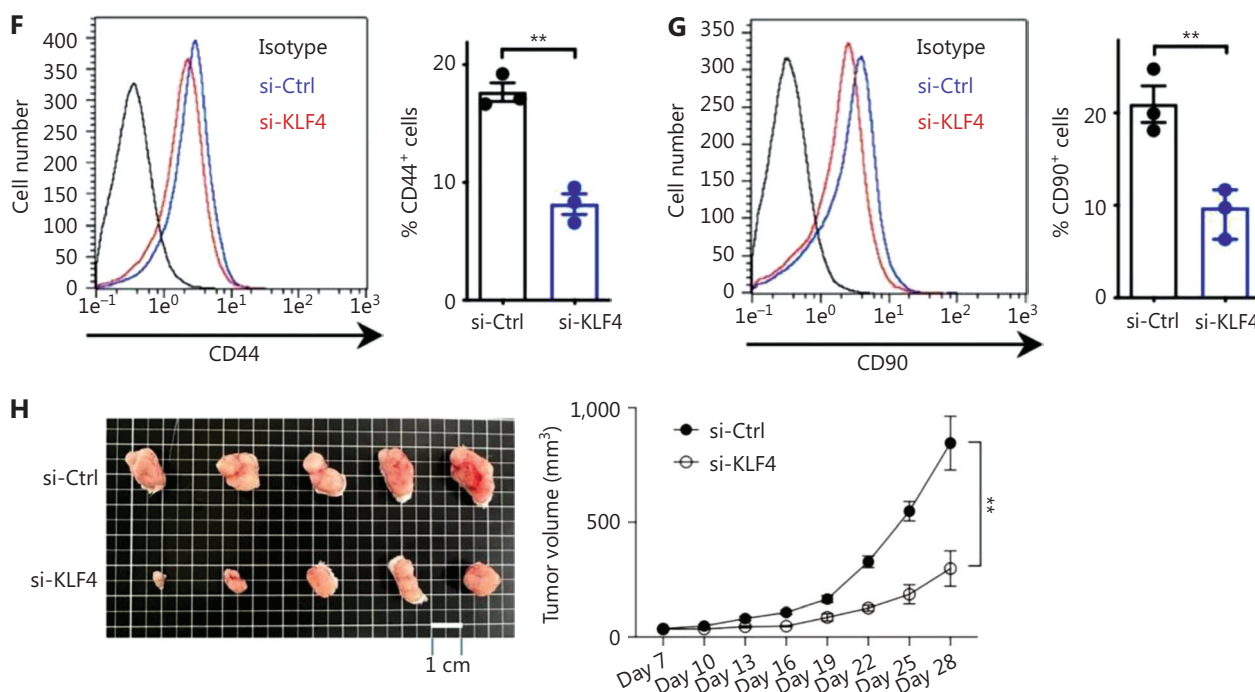 F
400
350
300
250
200
150
100
50
0
Cell number
Isotype
si-Ctrl
si-KLF4
1e⁻¹ 1e⁰ 1e¹ 1e² 1e³
CD44
% CD44⁺ cells
20
10
0
**
si-Ctrl si-KLF4
G
350
300
250
200
150
100
50
0
Cell number
Isotype
si-Ctrl
si-KLF4
1e⁻¹ 1e⁰ 1e¹ 1e² 1e³
CD90
% CD90⁺ cells
20
10
0
**
si-Ctrl si-KLF4
H
si-Ctrl
si-KLF4
1 cm
Tumor volume (mm³)
1,000
500
0
si-Ctrl
si-KLF4
**
Day 7 Day 10 Day 13 Day 16 Day 19 Day 22 Day 25 Day 28